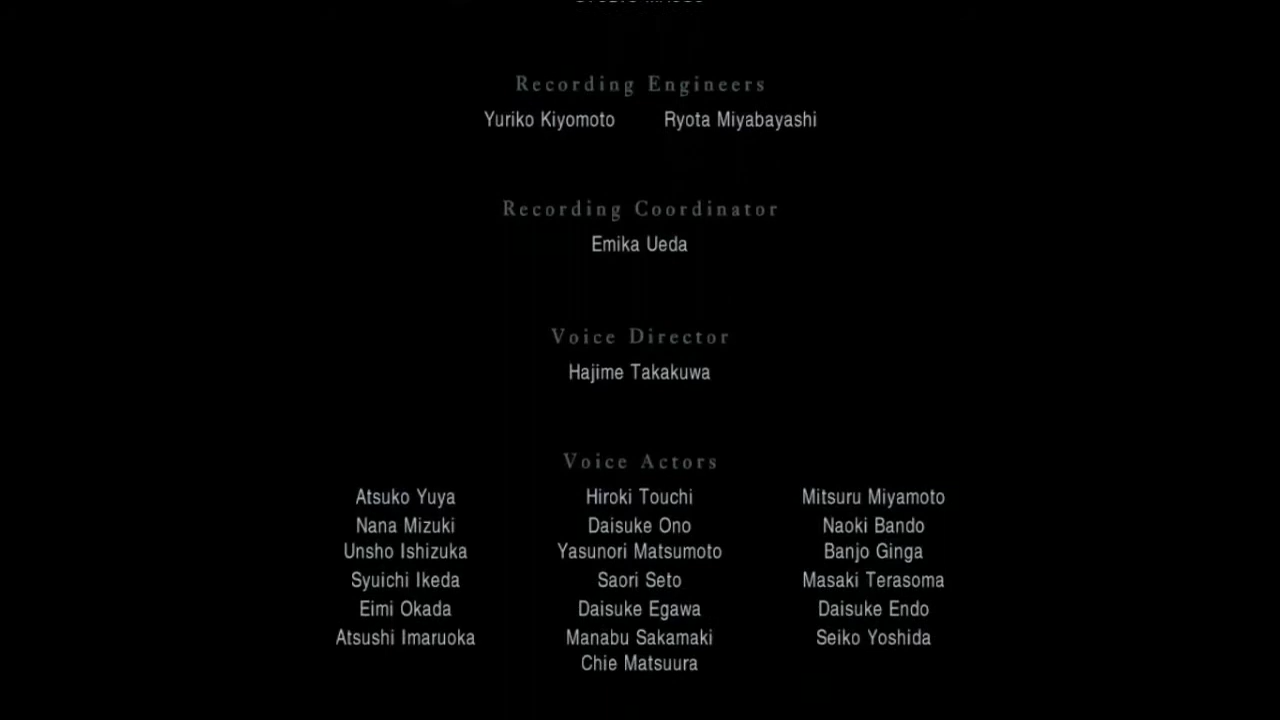 Recording Engineers
Yuriko Kiyomoto Ryota Miyabayashi
Recording Coordinator
Emika Ueda
Voice Director
Hajime Takakuwa
Voice Actors
Atsuko Yuya Hiroki Touchi Mitsuru Miyamoto
Nana Mizuki Daisuke Ono Naoki Bando
Unsho Ishizuka Yasunori Matsumoto Banjo Ginga
Syuichi Ikeda Saori Seto Masaki Terasoma
Eimi Okada Daisuke Egawa Daisuke Endo
Atsushi Imaruoka Manabu Sakamaki Seiko Yoshida
Chie Matsuura